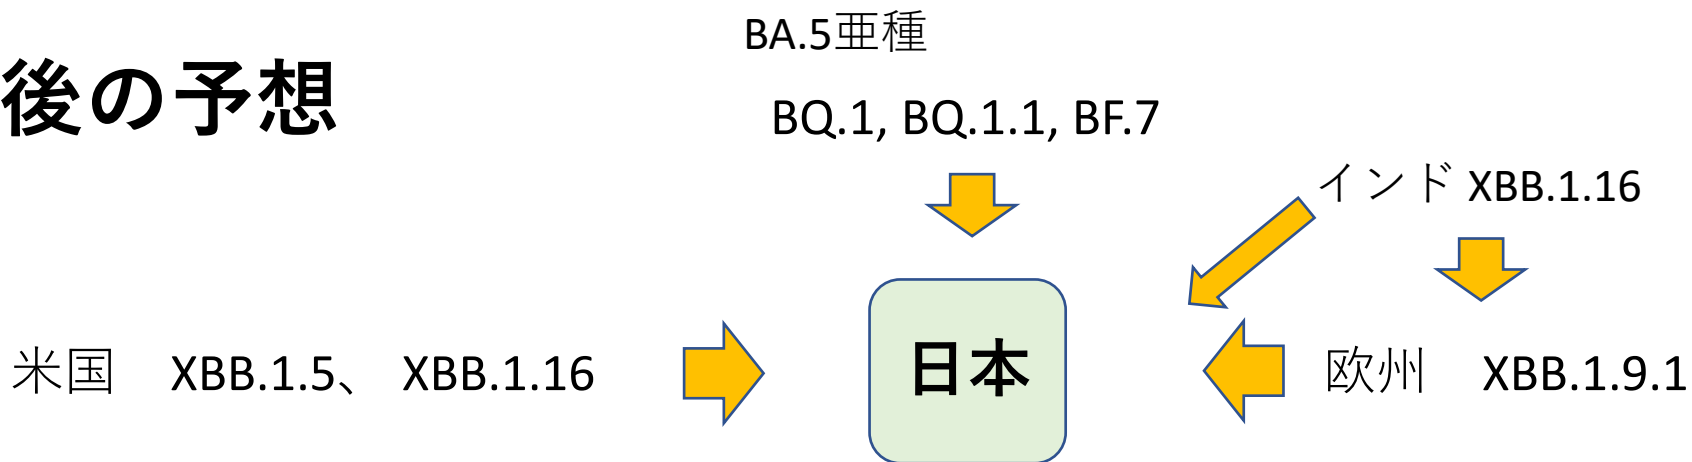 BA.5亜種
後の予想
BQ.1, BQ.1.1, BF.7
インド XBB.1.16
米国 XBB.1.5、 XBB.1.16
日本
欧州 XBB.1.9.1